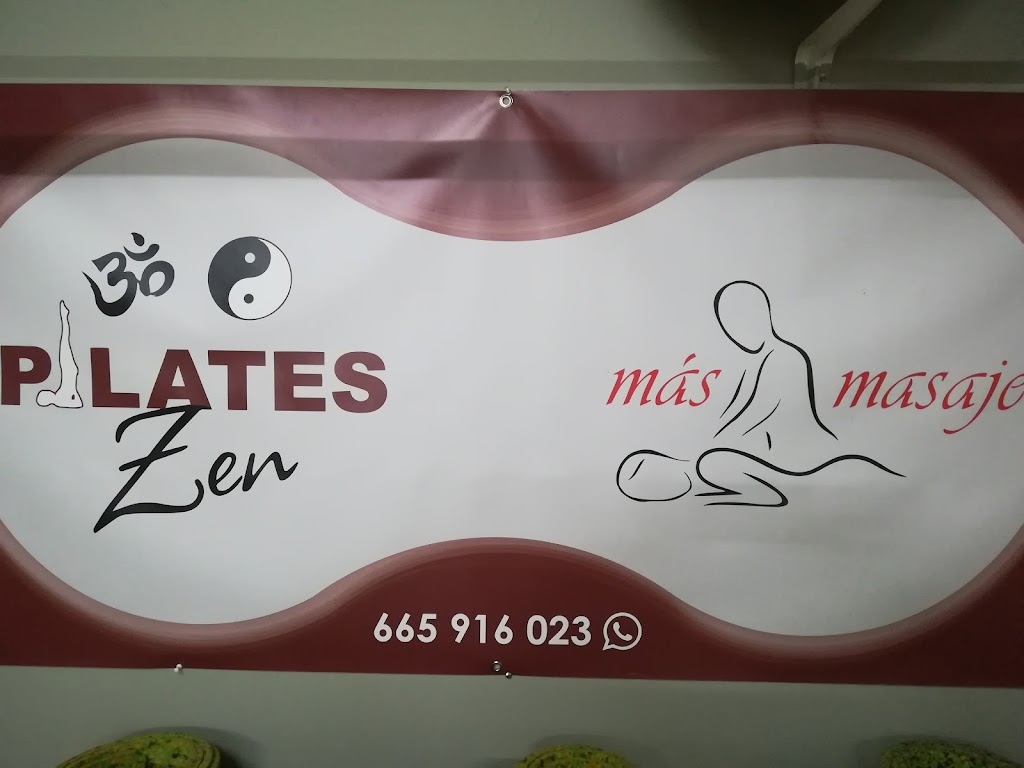 ॐ
PILATES
Zen
más masaje
665 916 023